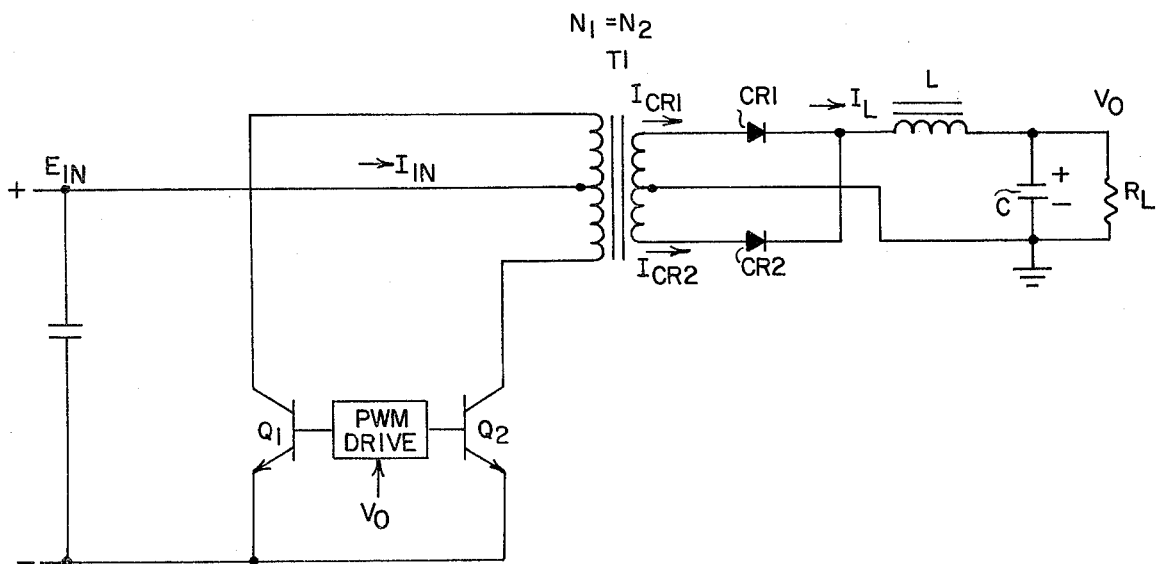 N1 = N2
T1
ICR1
CR1
IL
L
VO
EIN
IIN
+
+
C
−
RL
ICR2
CR2
Q1
PWM
DRIVE
Q2
VO
−